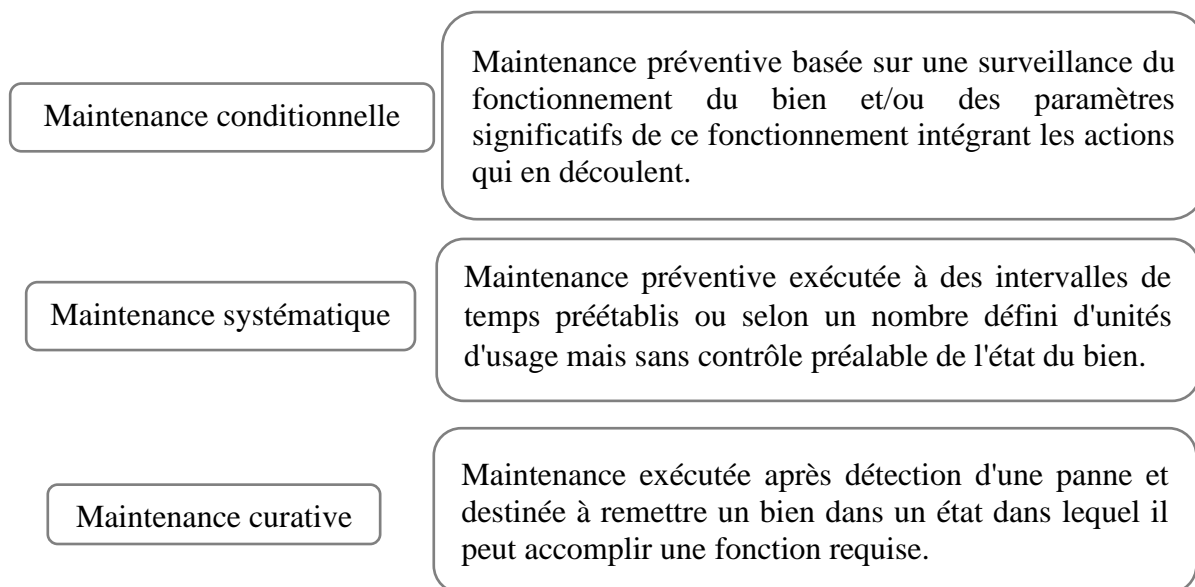 Maintenance conditionnelle
Maintenance préventive basée sur une surveillance du
fonctionnement du bien et/ou des paramètres
significatifs de ce fonctionnement intégrant les actions
qui en découlent.
Maintenance systématique
Maintenance préventive exécutée à des intervalles de
temps préétablis ou selon un nombre défini d'unités
d'usage mais sans contrôle préalable de l'état du bien.
Maintenance curative
Maintenance exécutée après détection d'une panne et
destinée à remettre un bien dans un état dans lequel il
peut accomplir une fonction requise.